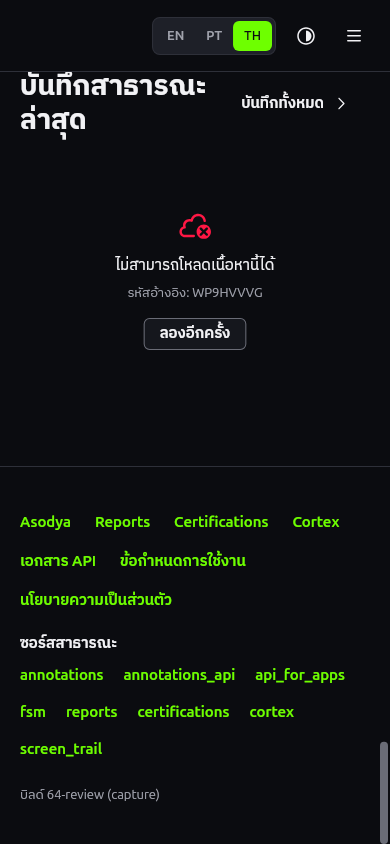 EN PT TH
บันทึกสาธารณะ
ล่าสุด
บันทึกทั้งหมด
ไม่สามารถโหลดเนื้อหานี้ได้
รหัสอ้างอิง: WP9HVVVG
ลองอีกครั้ง
Asodya Reports Certifications Cortex
เอกสาร API ข้อกำหนดการใช้งาน
นโยบายความเป็นส่วนตัว
ซอร์สสาธารณะ
annotations annotations_api api_for_apps
fsm reports certifications cortex
screen_trail
บิลด์ 64-review (capture)